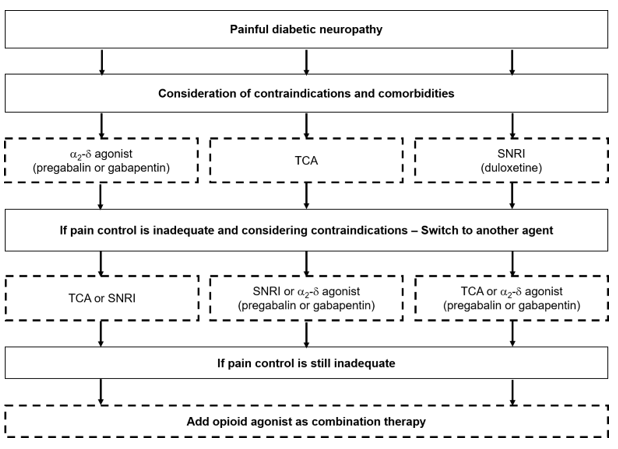 Painful diabetic neuropathy
Consideration of contraindications and comorbidities
α₂-δ agonist
(pregabalin or gabapentin)
TCA
SNRI
(duloxetine)
If pain control is inadequate and considering contraindications – Switch to another agent
TCA or SNRI
SNRI or α₂-δ agonist
(pregabalin or gabapentin)
TCA or α₂-δ agonist
(pregabalin or gabapentin)
If pain control is still inadequate
Add opioid agonist as combination therapy